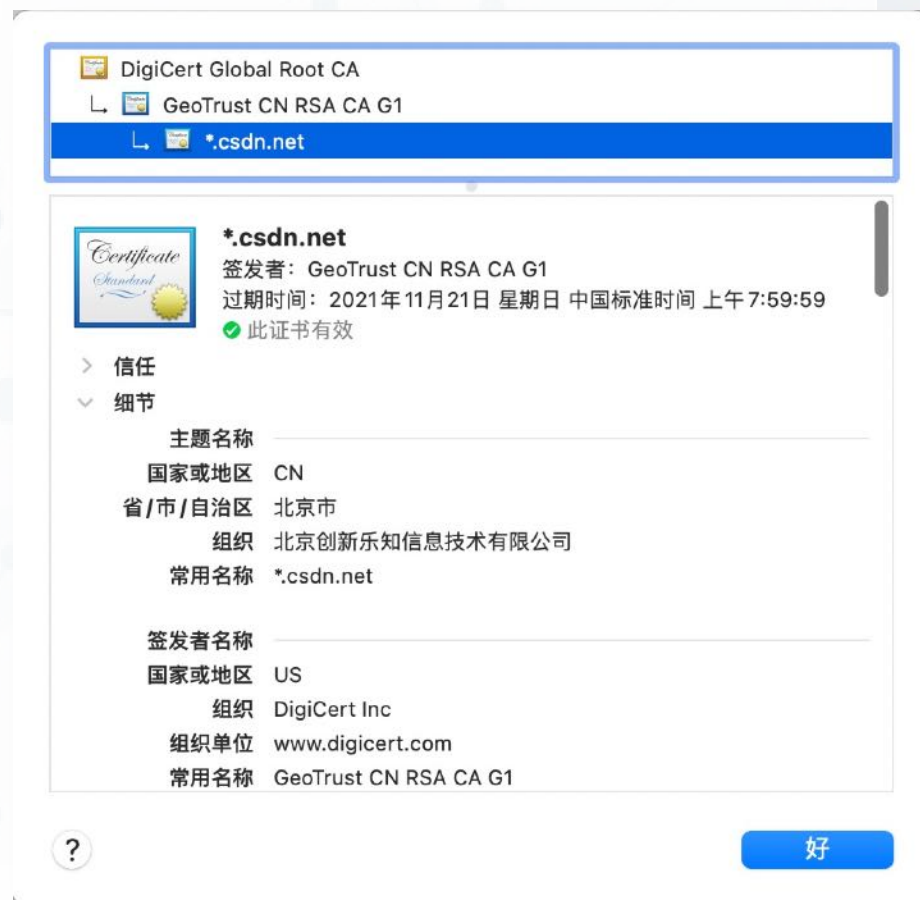 DigiCert Global Root CA
GeoTrust CN RSA CA G1
*.csdn.net
Certificate
Standard
*.csdn.net
签发者：GeoTrust CN RSA CA G1
过期时间：2021年11月21日 星期日 中国标准时间 上午7:59:59
此证书有效
信任
细节
主题名称
国家或地区 CN
省/市/自治区 北京市
组织 北京创新乐知信息技术有限公司
常用名称 *.csdn.net
签发者名称
国家或地区 US
组织 DigiCert Inc
组织单位 www.digicert.com
常用名称 GeoTrust CN RSA CA G1
? 好